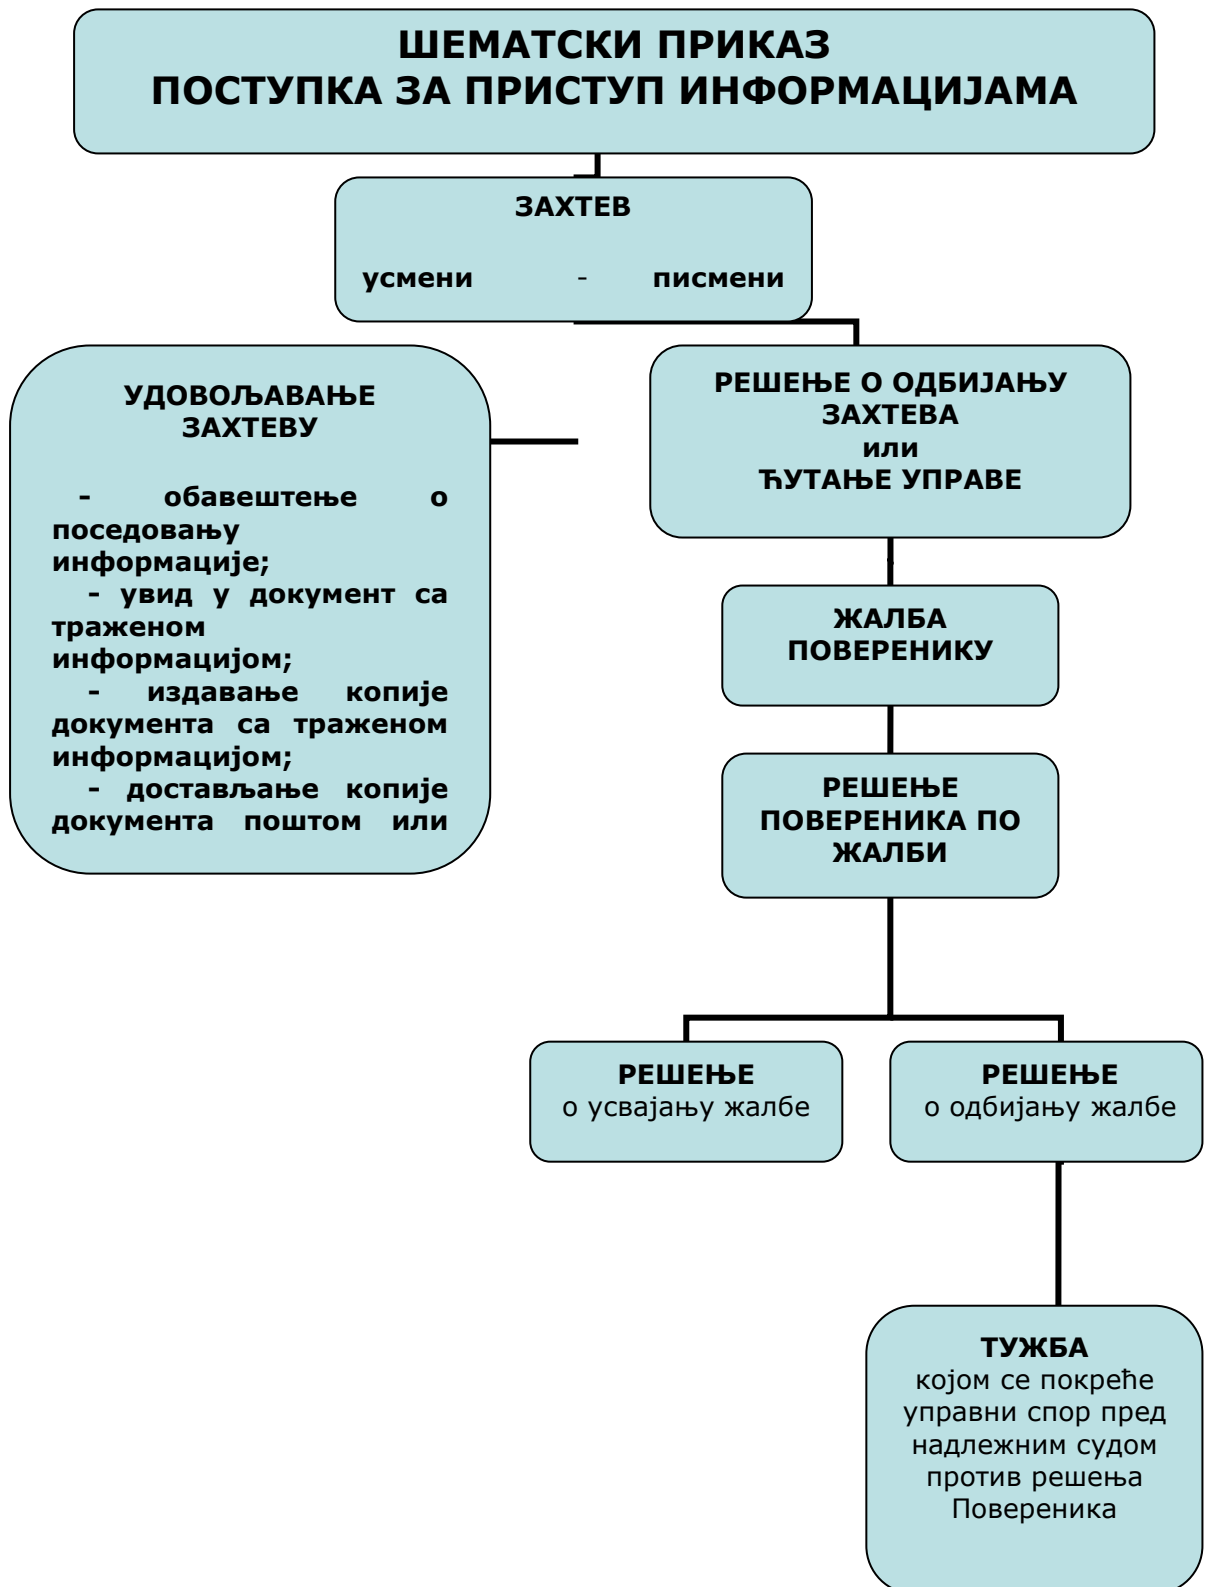 ШЕМАТСКИ ПРИКАЗ
ПОСТУПКА ЗА ПРИСТУП ИНФОРМАЦИЈАМА
ЗАХТЕВ
усмени - писмени
УДОВОЉАВАЊЕ
ЗАХТЕВУ
- обавештење о
поседовању
информације;
- увид у документ са
траженом
информацијом;
- издавање копије
документа са траженом
информацијом;
- достављање копије
документа поштом или
РЕШЕЊЕ О ОДБИЈАЊУ
ЗАХТЕВА
или
ЋУТАЊЕ УПРАВЕ
ЖАЛБА
ПОВЕРЕНИКУ
РЕШЕЊЕ
ПОВЕРЕНИКА ПО
ЖАЛБИ
РЕШЕЊЕ
о усвајању жалбе
РЕШЕЊЕ
о одбијању жалбе
ТУЖБА
којом се покреће
управни спор пред
надлежним судом
против решења
Повереника